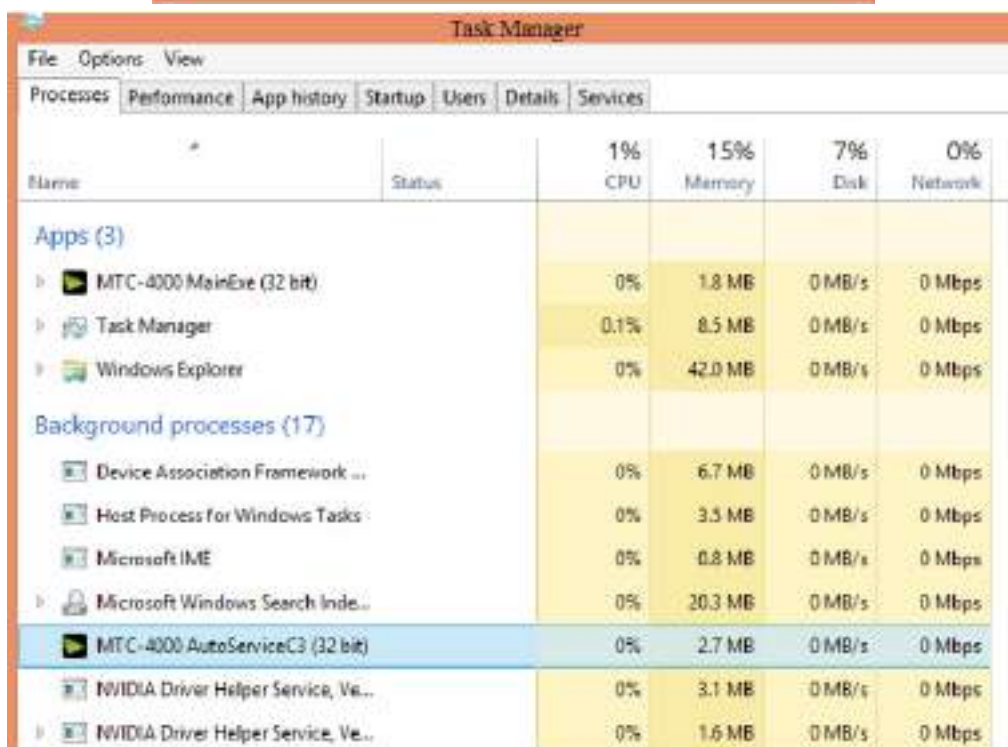 Task Manager
File Options View
Processes Performance App history Startup Users Details Services
1% 15% 7% 0%
Name Status CPU Memory Disk Network
Apps (3)
MTC-4000 MainExe (32 bit) 0% 1.8 MB 0 MB/s 0 Mbps
Task Manager 0.1% 8.5 MB 0 MB/s 0 Mbps
Windows Explorer 0% 42.0 MB 0 MB/s 0 Mbps
Background processes (17)
Device Association Framework ... 0% 6.7 MB 0 MB/s 0 Mbps
Host Process for Windows Tasks 0% 3.5 MB 0 MB/s 0 Mbps
Microsoft IME 0% 0.8 MB 0 MB/s 0 Mbps
Microsoft Windows Search Inde... 0% 20.3 MB 0 MB/s 0 Mbps
MTC-4000 AutoServiceC3 (32 bit) 0% 2.7 MB 0 MB/s 0 Mbps
NVIDIA Driver Helper Service, Ve... 0% 3.1 MB 0 MB/s 0 Mbps
NVIDIA Driver Helper Service, Ve... 0% 1.6 MB 0 MB/s 0 Mbps